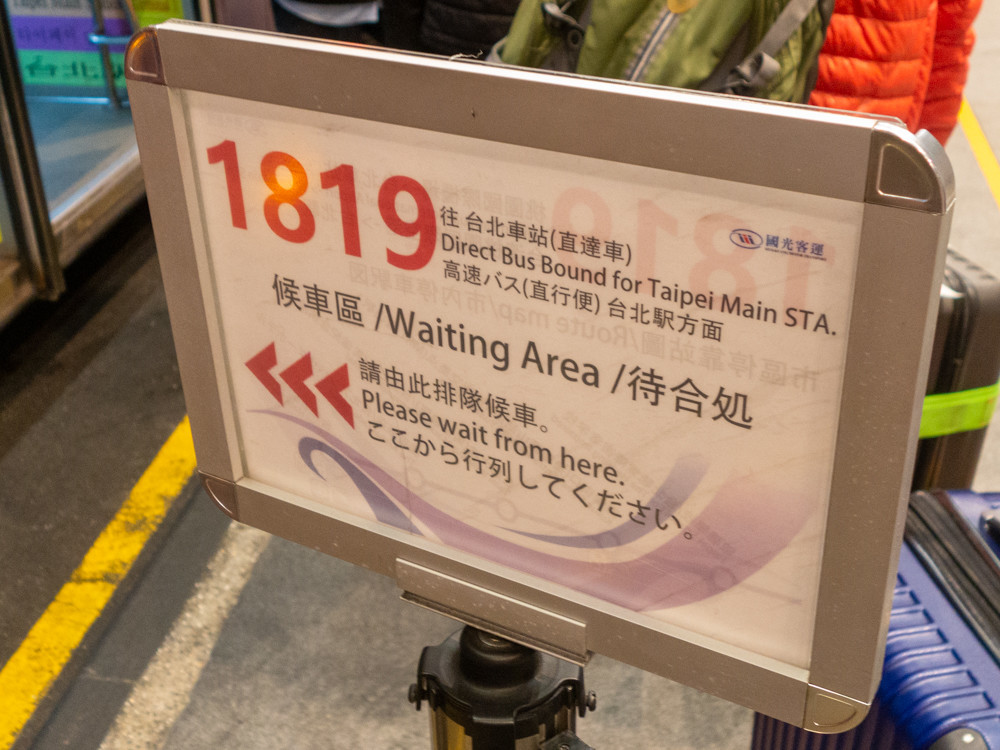 1819
往 台北車站(直達車)
Direct Bus Bound for Taipei Main STA.
高速バス(直行便) 台北駅方面
國光客運
候車區 /Waiting Area /待合処
請由此排隊候車。
Please wait from here.
ここから行列してください。